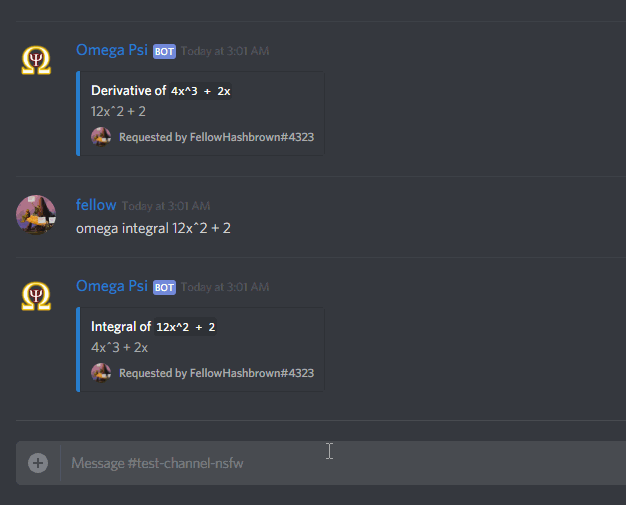 Omega Psi BOT Today at 3:01 AM
Derivative of 4x^3 + 2x
12x^2 + 2
Requested by FellowHashbrown#4323
fellow Today at 3:01 AM
omega integral 12x^2 + 2
Omega Psi BOT Today at 3:01 AM
Integral of 12x^2 + 2
4x^3 + 2x
Requested by FellowHashbrown#4323
Message #test-channel-nsfw